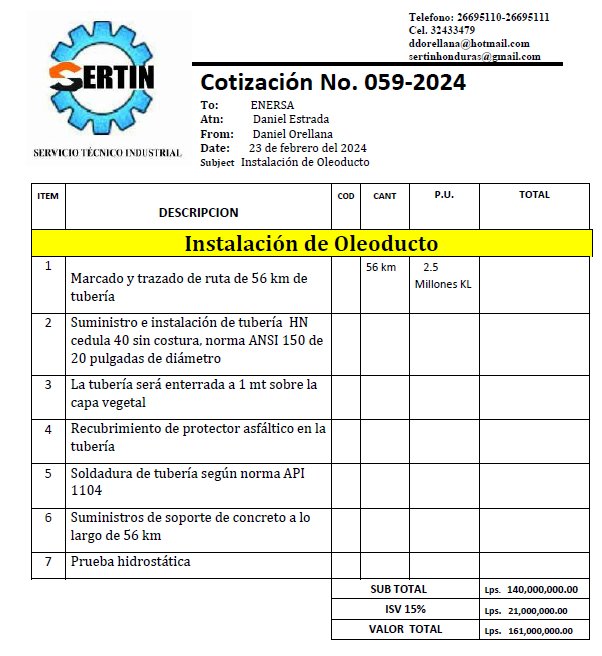 Telefono: 26695110-26695111
Cel. 32433479
ddorellana@hotmail.com
sertinhonduras@gmail.com
SERTIN
SERVICIO TÉCNICO INDUSTRIAL
Cotización No. 059-2024
To: ENERSA
Atn: Daniel Estrada
From: Daniel Orellana
Date: 23 de febrero del 2024
Subject Instalación de Oleoducto
ITEM DESCRIPCION COD CANT P.U. TOTAL
Instalación de Oleoducto
1 Marcado y trazado de ruta de 56 km de 56 km 2.5
tubería Millones KL
2 Suministro e instalación de tubería HN
cedula 40 sin costura, norma ANSI 150 de
20 pulgadas de diámetro
3 La tubería será enterrada a 1 mt sobre la
capa vegetal
4 Recubrimiento de protector asfáltico en la
tubería
5 Soldadura de tubería según norma API
1104
6 Suministros de soporte de concreto a lo
largo de 56 km
7 Prueba hidrostática
SUB TOTAL Lps. 140,000,000.00
ISV 15% Lps. 21,000,000.00
VALOR TOTAL Lps. 161,000,000.00